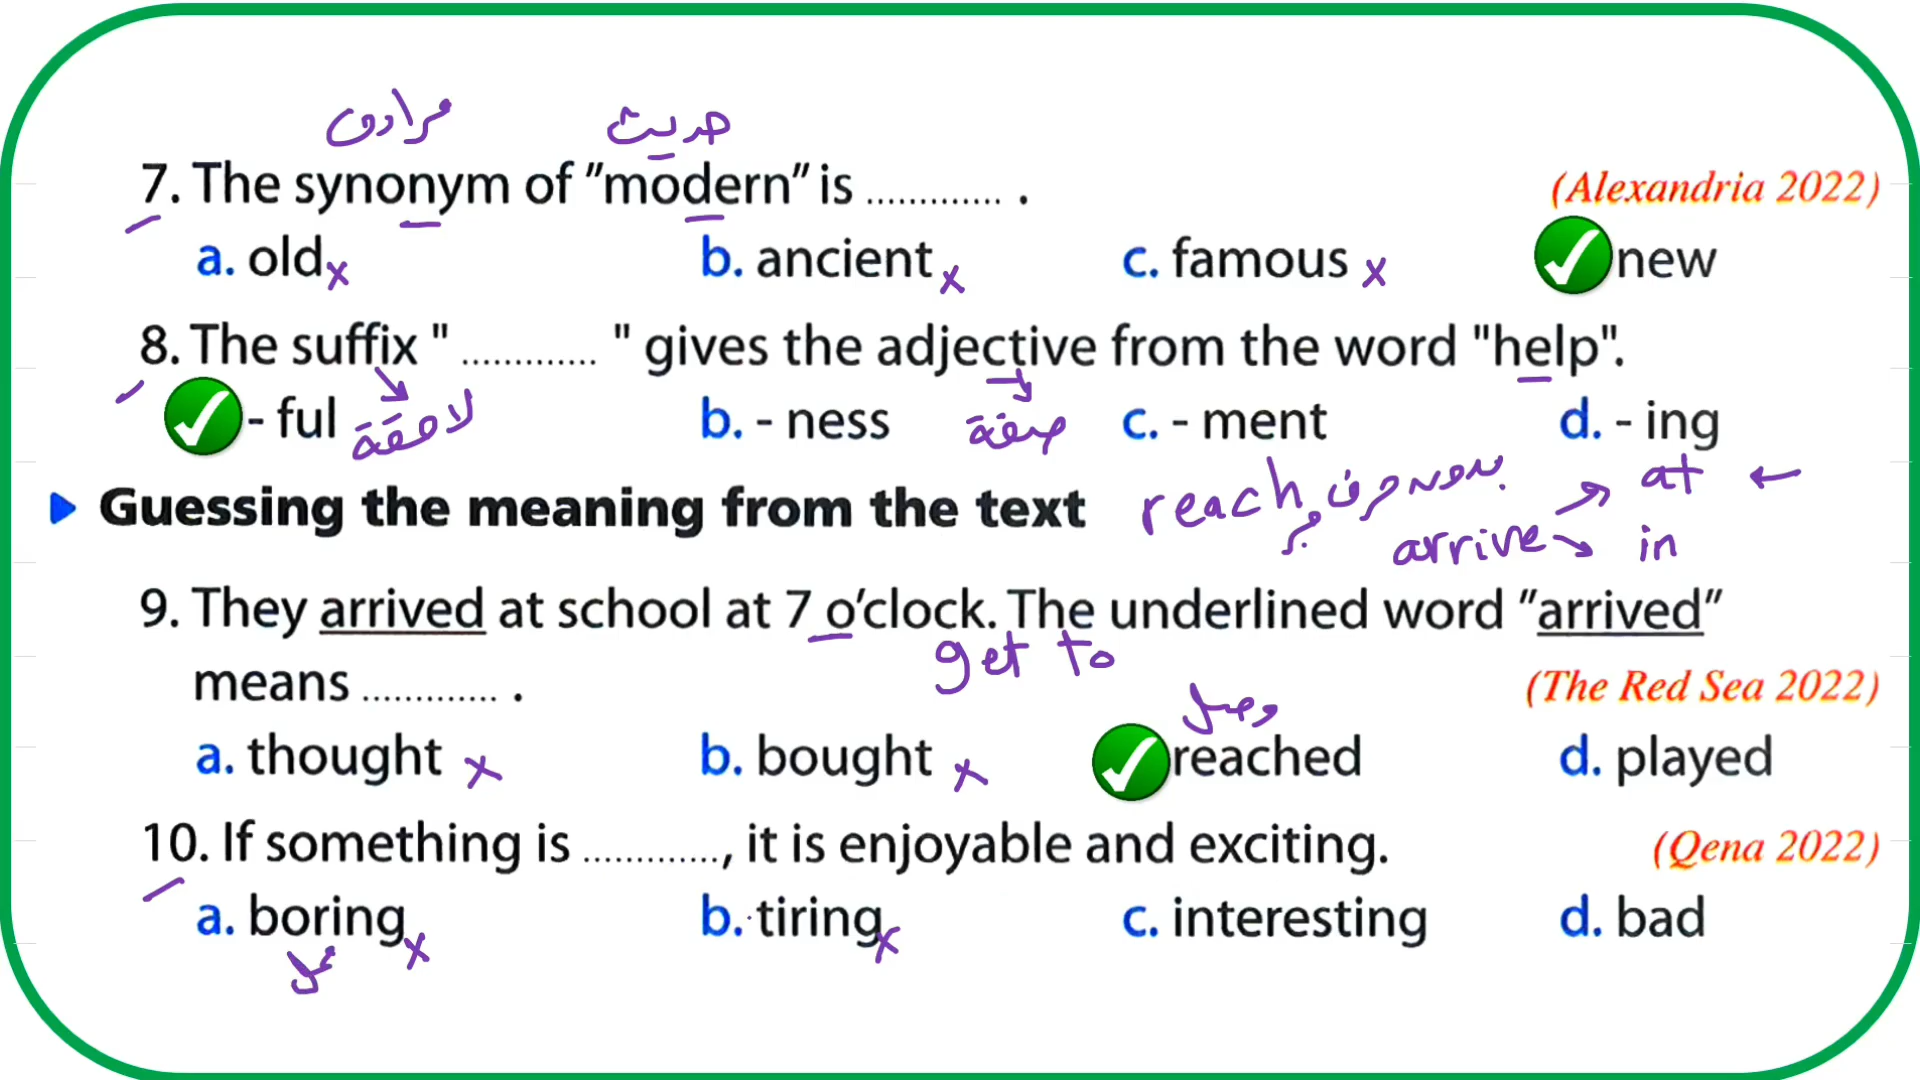 مرادف حديث
7. The synonym of "modern" is ............. . (Alexandria 2022)
a. old x b. ancient x c. famous x new
8. The suffix " ............. " gives the adjective from the word "help".
- ful لاحقة b. - ness صفة c. - ment d. - ing
Guessing the meaning from the text reach بدون حرف جر arrive at in
9. They arrived at school at 7 o'clock. The underlined word "arrived"
get to
means ............. . (The Red Sea 2022)
وصل
a. thought x b. bought x reached d. played
10. If something is ............., it is enjoyable and exciting. (Qena 2022)
a. boring x b. tiring x c. interesting d. bad
ممل